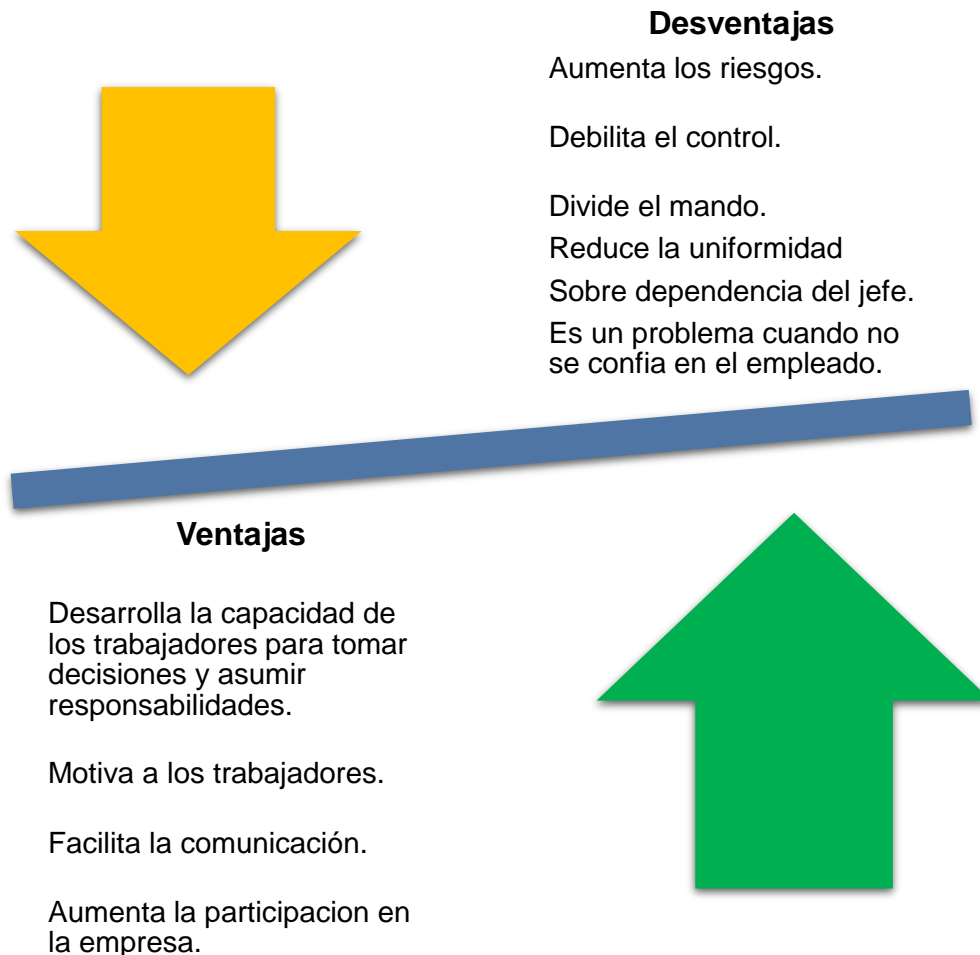 Desventajas
Aumenta los riesgos.
Debilita el control.
Divide el mando.
Reduce la uniformidad
Sobre dependencia del jefe.
Es un problema cuando no
se confia en el empleado.
Ventajas
Desarrolla la capacidad de
los trabajadores para tomar
decisiones y asumir
responsabilidades.
Motiva a los trabajadores.
Facilita la comunicación.
Aumenta la participacion en
la empresa.